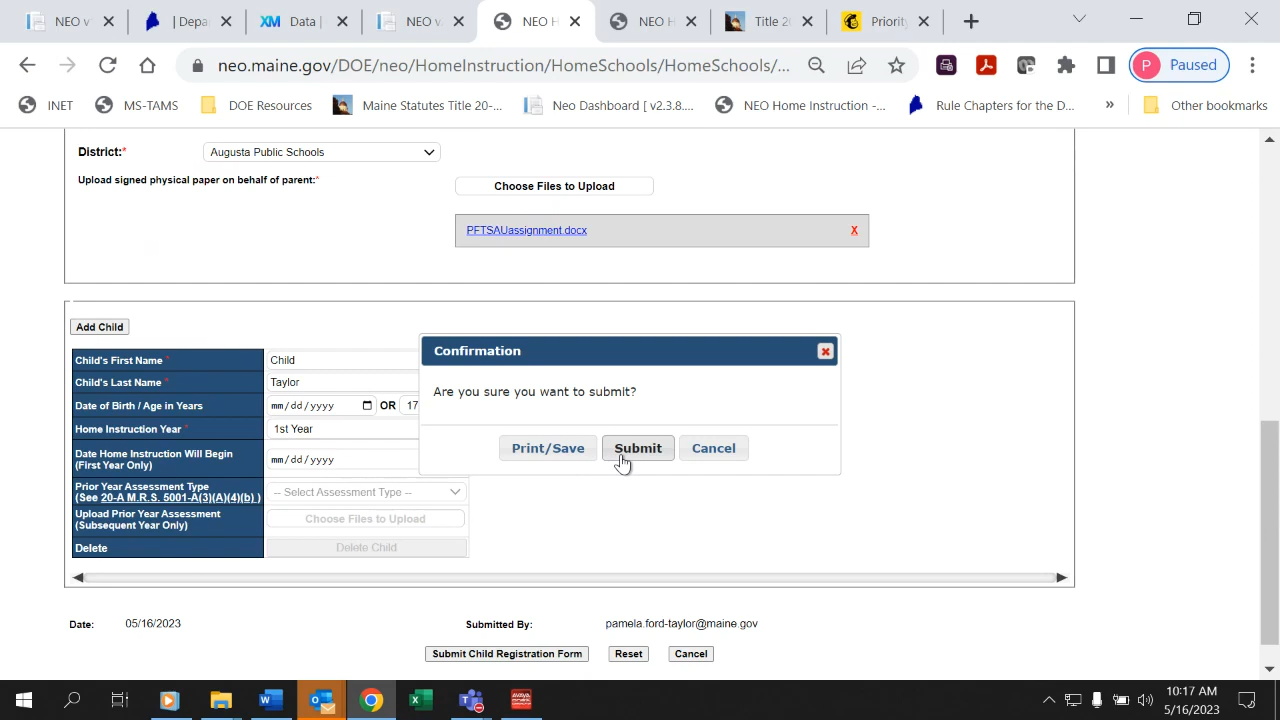 NEO v
| Depa
Data |
NEO v
NEO H
NEO H
Title 20
Priority
neo.maine.gov/DOE/neo/HomeInstruction/HomeSchools/HomeSchools/...
P Paused
INET
MS-TAMS
DOE Resources
Maine Statutes Title 20-...
Neo Dashboard [ v2.3.8....
NEO Home Instruction -...
Rule Chapters for the D...
»
Other bookmarks
District:*
Augusta Public Schools
Upload signed physical paper on behalf of parent:*
Choose Files to Upload
PFTSAUassignment.docx
X
Add Child
Child's First Name *
Child
Child's Last Name *
Taylor
Date of Birth / Age in Years
mm/dd/yyyy OR 17
Home Instruction Year *
1st Year
Date Home Instruction Will Begin
(First Year Only)
mm/dd/yyyy
Prior Year Assessment Type
(See 20-A M.R.S. 5001-A(3)(A)(4)(b) )
-- Select Assessment Type --
Upload Prior Year Assessment
(Subsequent Year Only)
Choose Files to Upload
Delete
Delete Child
Confirmation
Are you sure you want to submit?
Print/Save
Submit
Cancel
Date: 05/16/2023
Submitted By: pamela.ford-taylor@maine.gov
Submit Child Registration Form
Reset
Cancel
10:17 AM
5/16/2023